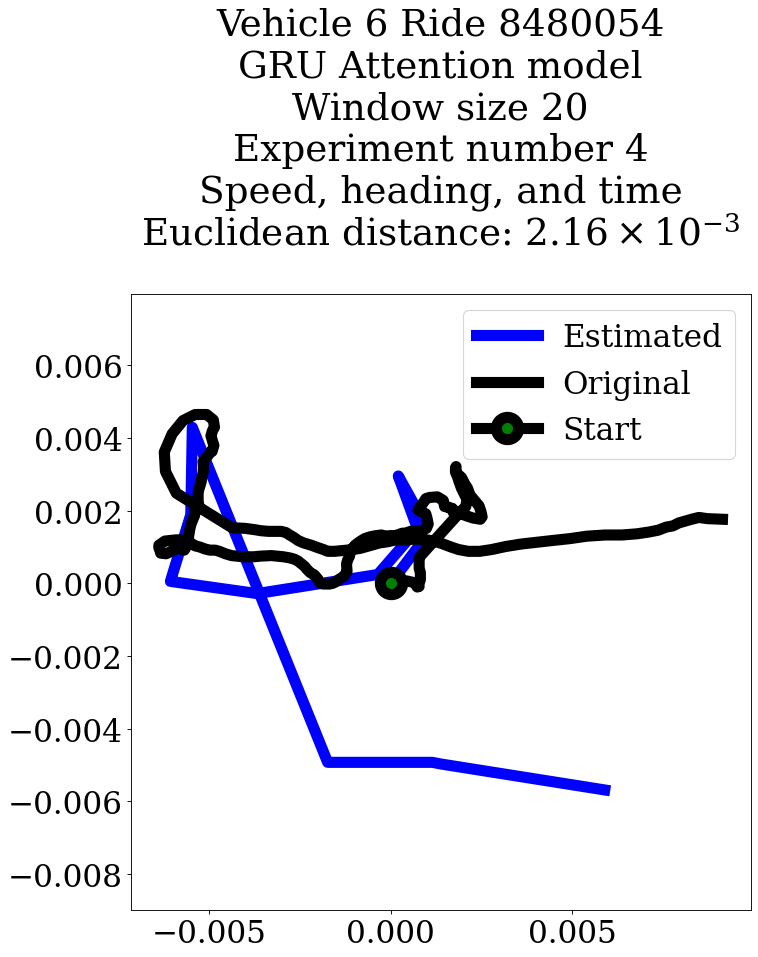 Vehicle 6 Ride 8480054
GRU Attention model
Window size 20
Experiment number 4
Speed, heading, and time
Euclidean distance: 2.16 × 10⁻³
Estimated
Original
Start
0.006
0.004
0.002
0.000
−0.002
−0.004
−0.006
−0.008
−0.005 0.000 0.005